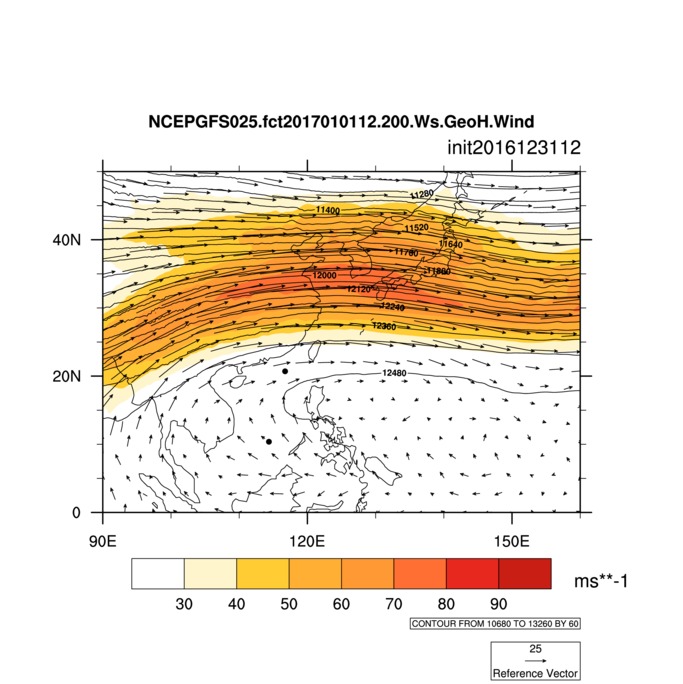 NCEPGFS025.fct2017010112.200.Ws.GeoH.Wind
init2016123112
11280
11400
11520
40N
11640
11760
11880
12000
12120
12240
12360
12480
20N
0
90E 120E 150E
ms**-1
30 40 50 60 70 80 90
CONTOUR FROM 10680 TO 13260 BY 60
25
Reference Vector